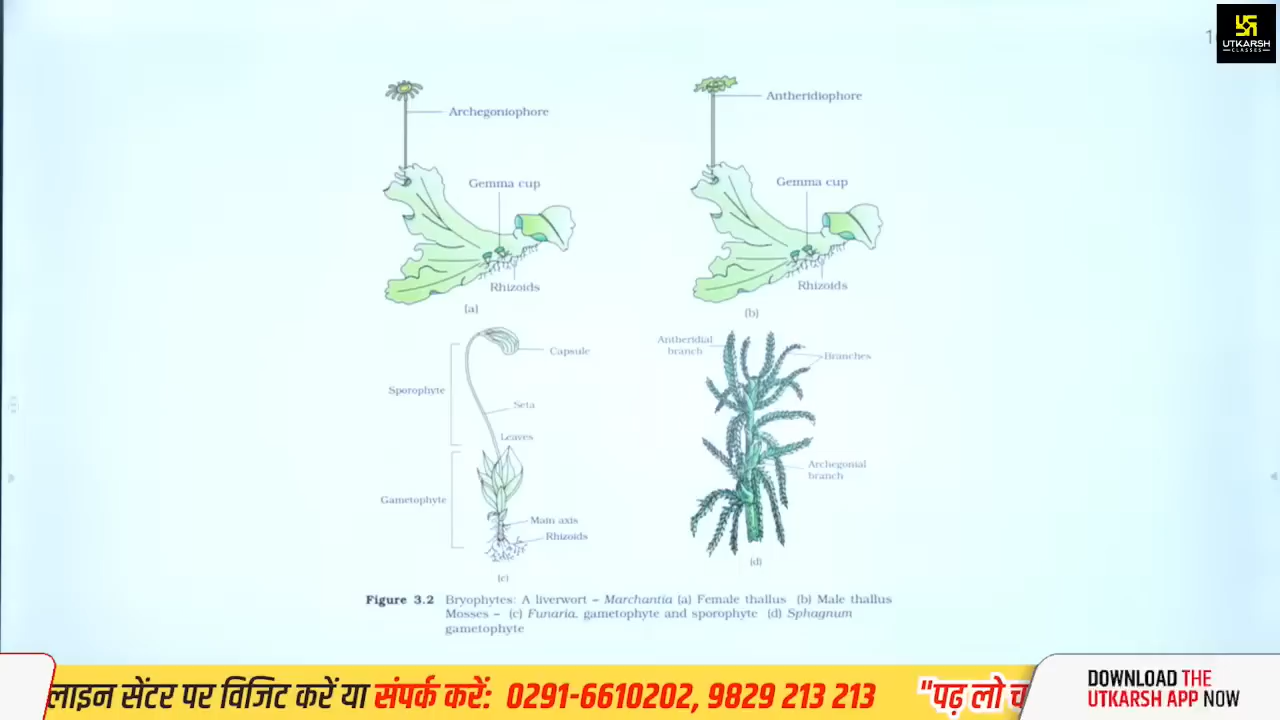 UTKARSH
CLASSES
Archegoniophore
Gemma cup
Rhizoids
(a)
Antheridiophore
Gemma cup
Rhizoids
(b)
Capsule
Sporophyte
Seta
Leaves
Gametophyte
Main axis
Rhizoids
(c)
Antheridial
branch
Branches
Archegonial
branch
(d)
Figure 3.2 Bryophytes: A liverwort – Marchantia (a) Female thallus (b) Male thallus
Mosses – (c) Funaria, gametophyte and sporophyte (d) Sphagnum
gametophyte
लाइन सेंटर पर विजिट करें या संपर्क करें: 0291-6610202, 9829 213 213 "पढ़ लो
DOWNLOAD THE
UTKARSH APP NOW